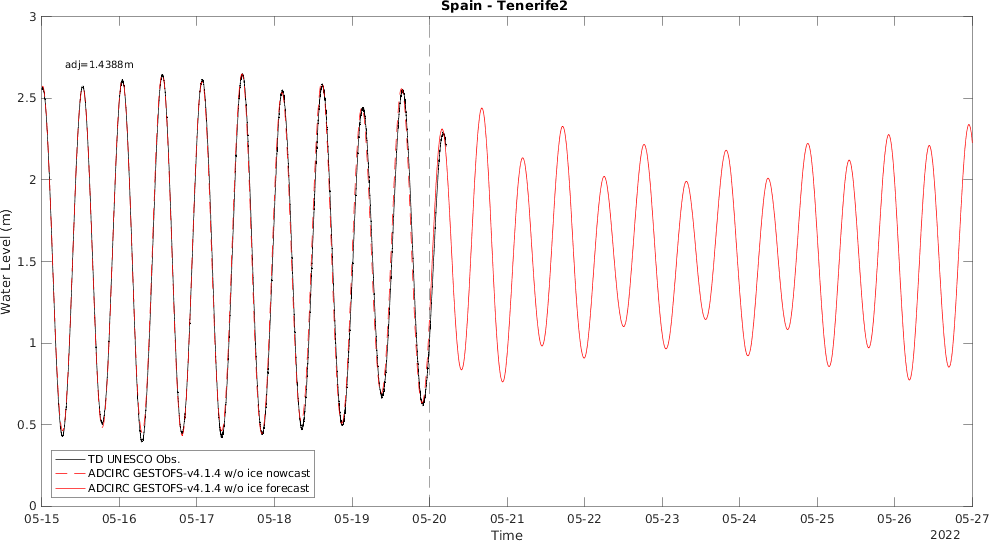 Spain - Tenerife2
3
adj=1.4388m
2.5
2
1.5
1
0.5
0
Water Level (m)
TD UNESCO Obs.
ADCIRC GESTOFS-v4.1.4 w/o ice nowcast
ADCIRC GESTOFS-v4.1.4 w/o ice forecast
05-15 05-16 05-17 05-18 05-19 05-20 05-21 05-22 05-23 05-24 05-25 05-26 05-27
Time
2022